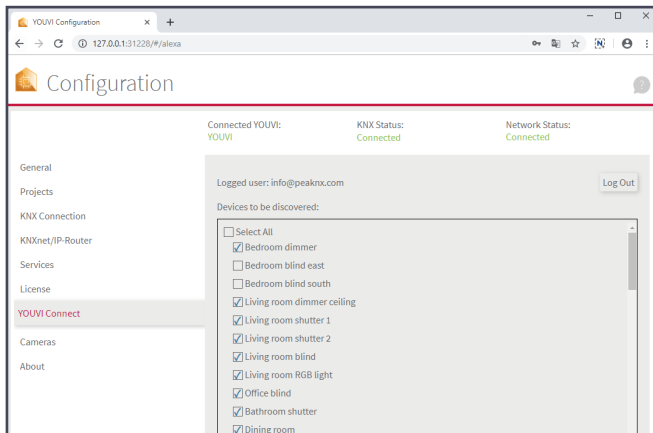 YOUVI Configuration
127.0.0.1:31228/#/alexa
Configuration
Connected YOUVI:
YOUVI
KNX Status:
Connected
Network Status:
Connected
General
Projects
KNX Connection
KNXnet/IP-Router
Services
License
YOUVI Connect
Cameras
About
Logged user: info@peaknx.com
Log Out
Devices to be discovered:
Select All
Bedroom dimmer
Bedroom blind east
Bedroom blind south
Living room dimmer ceiling
Living room shutter 1
Living room shutter 2
Living room blind
Living room RGB light
Office blind
Bathroom shutter
Dining room